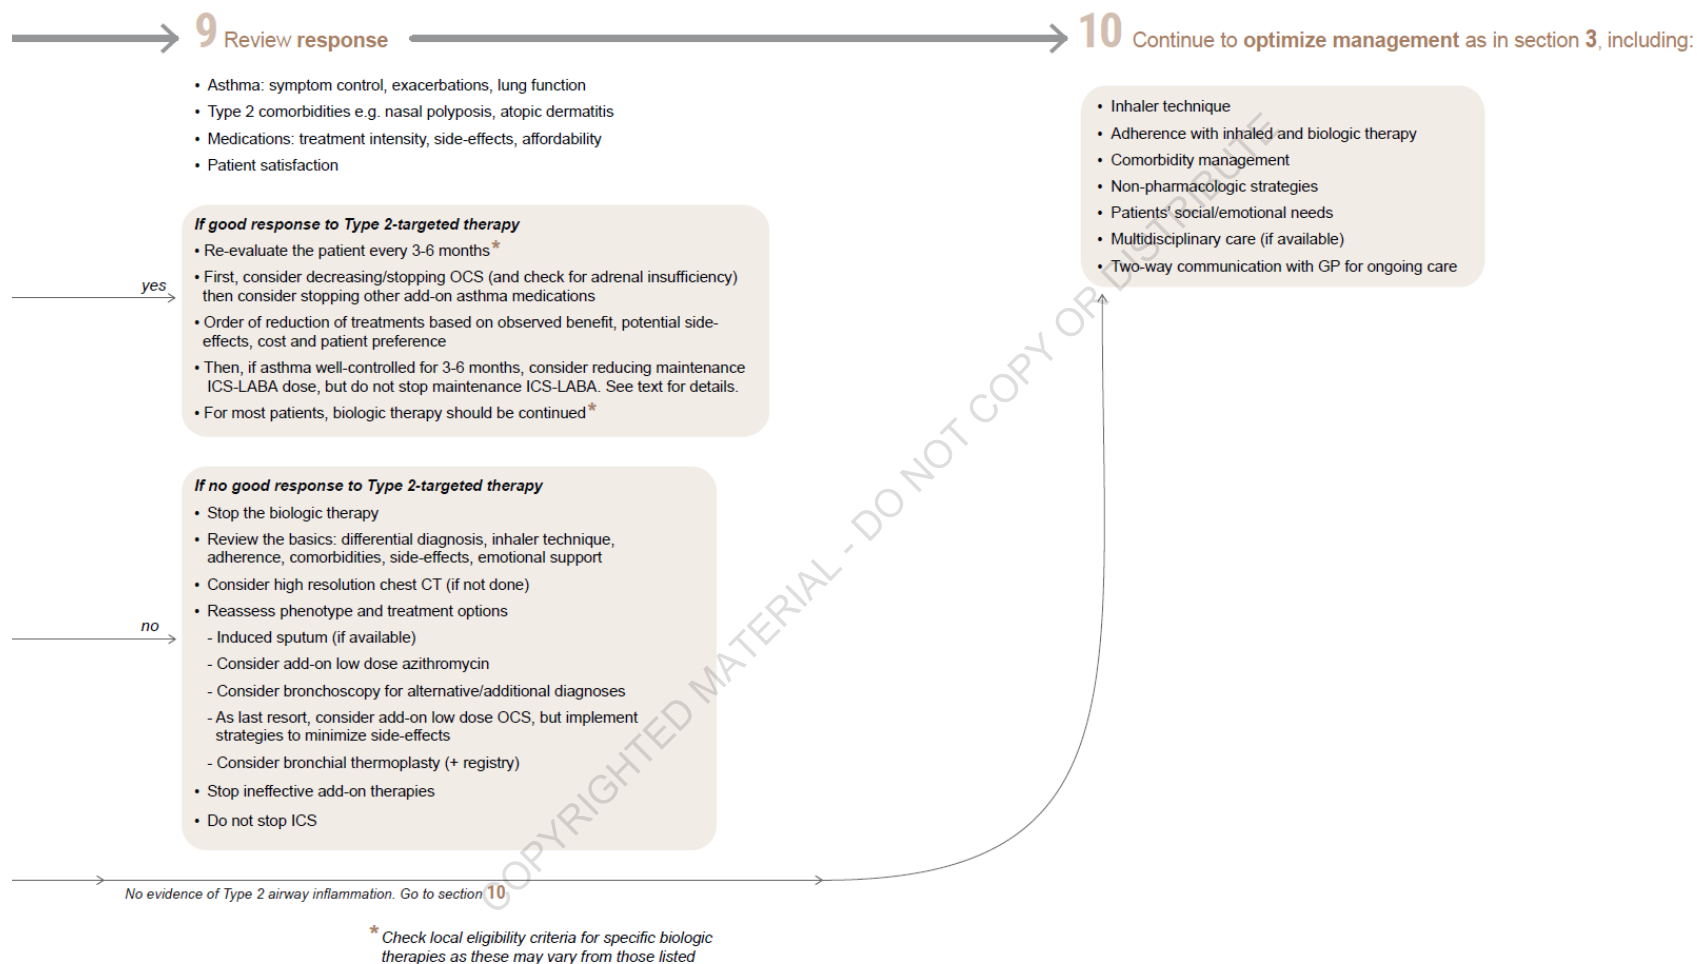 9 Review response
10 Continue to optimize management as in section 3, including:
• Asthma: symptom control, exacerbations, lung function
• Type 2 comorbidities e.g. nasal polyposis, atopic dermatitis
• Medications: treatment intensity, side-effects, affordability
• Patient satisfaction
yes
If good response to Type 2-targeted therapy
• Re-evaluate the patient every 3-6 months*
• First, consider decreasing/stopping OCS (and check for adrenal insufficiency)
then consider stopping other add-on asthma medications
• Order of reduction of treatments based on observed benefit, potential side-
effects, cost and patient preference
• Then, if asthma well-controlled for 3-6 months, consider reducing maintenance
ICS-LABA dose, but do not stop maintenance ICS-LABA. See text for details.
• For most patients, biologic therapy should be continued*
no
If no good response to Type 2-targeted therapy
• Stop the biologic therapy
• Review the basics: differential diagnosis, inhaler technique,
adherence, comorbidities, side-effects, emotional support
• Consider high resolution chest CT (if not done)
• Reassess phenotype and treatment options
- Induced sputum (if available)
- Consider add-on low dose azithromycin
- Consider bronchoscopy for alternative/additional diagnoses
- As last resort, consider add-on low dose OCS, but implement
strategies to minimize side-effects
- Consider bronchial thermoplasty (+ registry)
• Stop ineffective add-on therapies
• Do not stop ICS
No evidence of Type 2 airway inflammation. Go to section 10
* Check local eligibility criteria for specific biologic
therapies as these may vary from those listed
• Inhaler technique
• Adherence with inhaled and biologic therapy
• Comorbidity management
• Non-pharmacologic strategies
• Patients' social/emotional needs
• Multidisciplinary care (if available)
• Two-way communication with GP for ongoing care
COPYRIGHTED MATERIAL - DO NOT COPY OR DISTRIBUTE